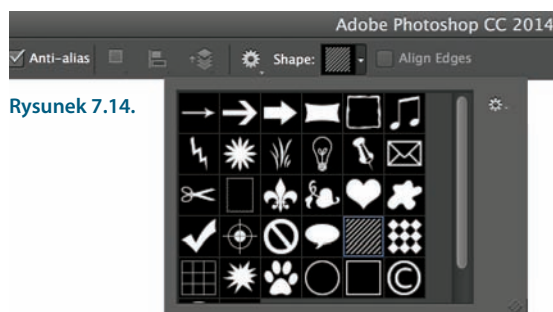 Adobe Photoshop CC 2014
Anti-alias Shape: Align Edges
Rysunek 7.14.
©